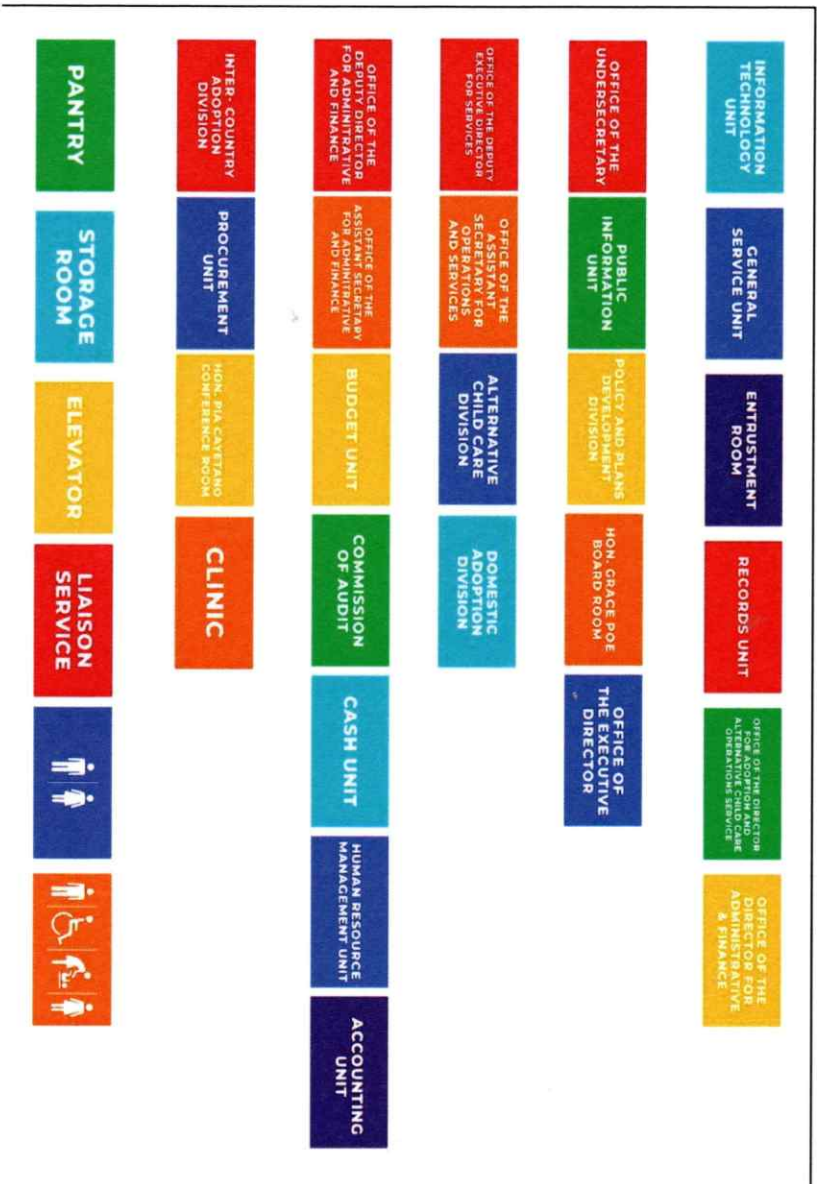 INFORMATION
TECHNOLOGY
UNIT
GENERAL
SERVICE UNIT
ENTRUSTMENT
ROOM
RECORDS UNIT
OFFICE OF THE DIRECTOR
FOR ADOPTION AND
ALTERNATIVE CHILD CARE
OPERATIONS SERVICE
OFFICE OF THE
DIRECTOR FOR
ADMINISTRATIVE
& FINANCE
OFFICE OF THE
UNDERSECRETARY
PUBLIC
INFORMATION
UNIT
POLICY AND PLANS
DEVELOPMENT
DIVISION
HON. GRACE POE
BOARD ROOM
OFFICE OF
THE EXECUTIVE
DIRECTOR
OFFICE OF THE DEPUTY
EXECUTIVE DIRECTOR
FOR SERVICES
OFFICE OF THE
ASSISTANT
SECRETARY FOR
OPERATIONS
AND SERVICES
ALTERNATIVE
CHILD CARE
DIVISION
DOMESTIC
ADOPTION
DIVISION
OFFICE OF THE
DEPUTY DIRECTOR
FOR ADMINITRATIVE
AND FINANCE
OFFICE OF THE
ASSISTANT SECRETARY
FOR ADMINITRATIVE
AND FINANCE
BUDGET UNIT
COMMISSION
OF AUDIT
CASH UNIT
HUMAN RESOURCE
MANAGEMENT UNIT
ACCOUNTING
UNIT
INTER- COUNTRY
ADOPTION
DIVISION
PROCUREMENT
UNIT
HON. PIA CAYETANO
CONFERENCE ROOM
CLINIC
PANTRY
STORAGE
ROOM
ELEVATOR
LIAISON
SERVICE